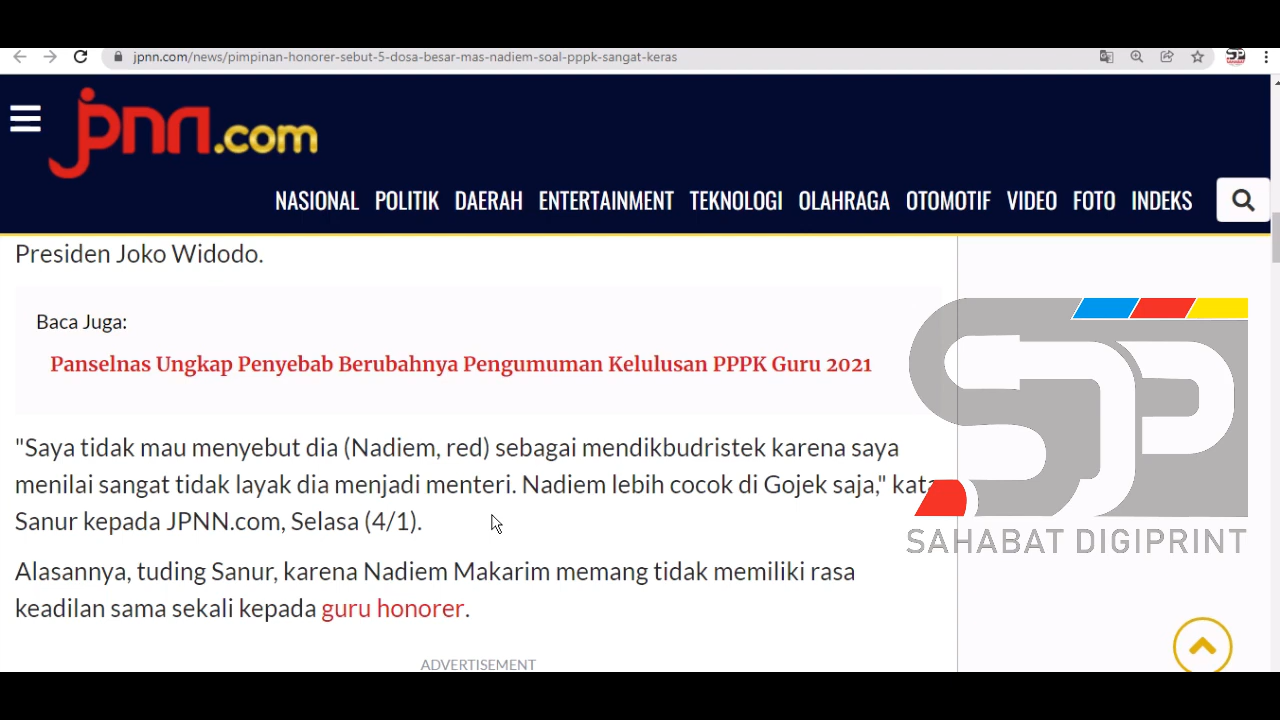 jpnn.com/news/pimpinan-honorer-sebut-5-dosa-besar-mas-nadiem-soal-pppk-sangat-keras
jpnn.com
NASIONAL POLITIK DAERAH ENTERTAINMENT TEKNOLOGI OLAHRAGA OTOMOTIF VIDEO FOTO INDEKS
Presiden Joko Widodo.
Baca Juga:
Panselnas Ungkap Penyebab Berubahnya Pengumuman Kelulusan PPPK Guru 2021
"Saya tidak mau menyebut dia (Nadiem, red) sebagai mendikbudristek karena saya
menilai sangat tidak layak dia menjadi menteri. Nadiem lebih cocok di Gojek saja," kata
Sanur kepada JPNN.com, Selasa (4/1).
SAHABAT DIGIPRINT
Alasannya, tuding Sanur, karena Nadiem Makarim memang tidak memiliki rasa
keadilan sama sekali kepada guru honorer.
ADVERTISEMENT